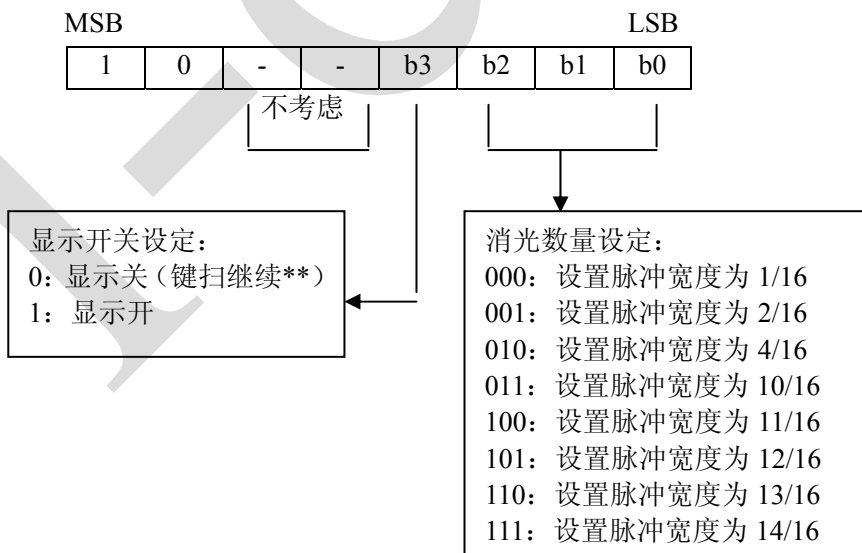 MSB LSB
1 0 - - b3 b2 b1 b0
不考虑
显示开关设定：
0：显示关（键扫继续**）
1：显示开
消光数量设定：
000：设置脉冲宽度为 1/16
001：设置脉冲宽度为 2/16
010：设置脉冲宽度为 4/16
011：设置脉冲宽度为 10/16
100：设置脉冲宽度为 11/16
101：设置脉冲宽度为 12/16
110：设置脉冲宽度为 13/16
111：设置脉冲宽度为 14/16